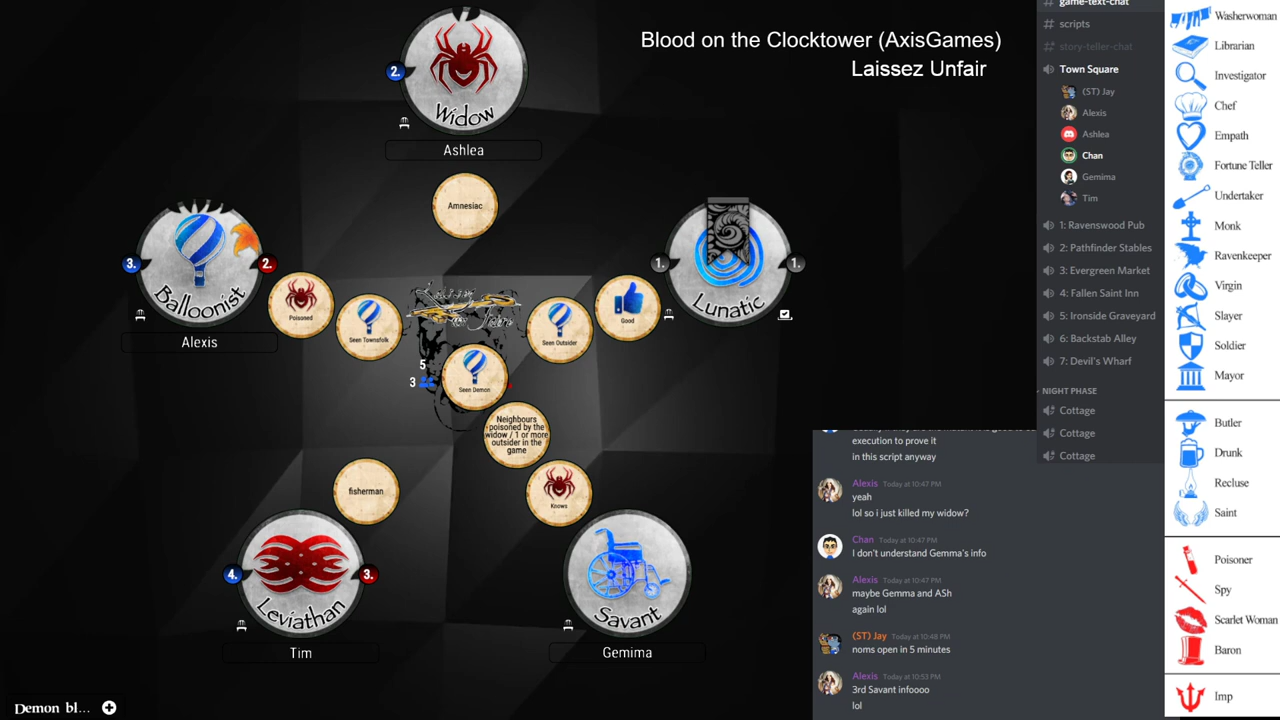 Blood on the Clocktower (AxisGames)
Laissez Unfair
2.
Widow
Ashlea
Amnesiac
3.
2.
Balloonist
Alexis
Poisoned
Seen Townsfolk
5
3
Seen Demon
Seen Outsider
Good
1.
1.
Lunatic
Neighbours
poisoned by the
widow / 1 or more
outsider in the
game
Knows
fisherman
4.
3.
Leviathan
Tim
Savant
Gemima
Demon bl...
game-text-chat
scripts
story-teller-chat
Town Square
(ST) Jay
Alexis
Ashlea
Chan
Gemima
Tim
1: Ravenswood Pub
2: Pathfinder Stables
3: Evergreen Market
4: Fallen Saint Inn
5: Ironside Graveyard
6: Backstab Alley
7: Devil's Wharf
NIGHT PHASE
Cottage
Cottage
Cottage
execution to prove it
in this script anyway
Alexis Today at 10:47 PM
yeah
lol so i just killed my widow?
Chan Today at 10:47 PM
I don't understand Gemma's info
Alexis Today at 10:47 PM
maybe Gemma and ASh
again lol
(ST) Jay Today at 10:48 PM
noms open in 5 minutes
Alexis Today at 10:53 PM
3rd Savant infoooo
lol
Washerwoman
Librarian
Investigator
Chef
Empath
Fortune Teller
Undertaker
Monk
Ravenkeeper
Virgin
Slayer
Soldier
Mayor
Butler
Drunk
Recluse
Saint
Poisoner
Spy
Scarlet Woman
Baron
Imp